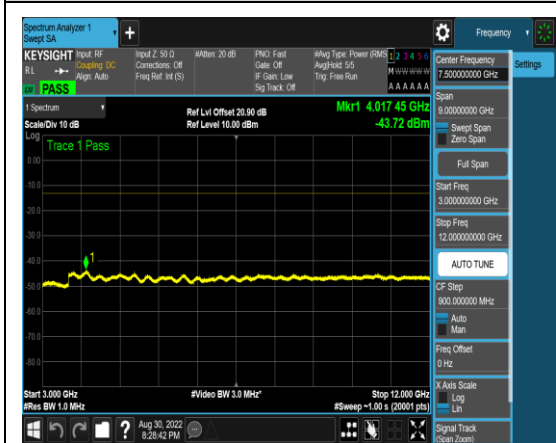 Spectrum Analyzer 1
Swept SA
+
Frequency
KEYSIGHT
Input: RF
Coupling: DC
Align: Auto
Input Z: 50 Ω
Corrections: Off
Freq Ref: Int (S)
#Atten: 20 dB
PNO: Fast
Gate: Off
IF Gain: Low
Sig Track: Off
#Avg Type: Power (RMS
Avg|Hold: 5/5
Trig: Free Run
1 2 3 4 5 6
M W W W W W
A A A A A A
R L
PASS
1 Spectrum
Scale/Div 10 dB
Ref Lvl Offset 20.90 dB
Ref Level 10.00 dBm
Mkr1 4.017 45 GHz
-43.72 dBm
Log
Trace 1 Pass
0.00
-10.0
-20.0
-30.0
-40.0
-50.0
-60.0
-70.0
-80.0
1
Start 3.000 GHz
#Res BW 1.0 MHz
#Video BW 3.0 MHz*
Stop 12.000 GHz
#Sweep ~1.00 s (20001 pts)
Center Frequency
7.500000000 GHz
Settings
Span
9.00000000 GHz
Swept Span
Zero Span
Full Span
Start Freq
3.000000000 GHz
Stop Freq
12.000000000 GHz
AUTO TUNE
CF Step
900.000000 MHz
Auto
Man
Freq Offset
0 Hz
X Axis Scale
Log
Lin
Signal Track
(Span Zoom)
?
Aug 30, 2022
8:28:42 PM